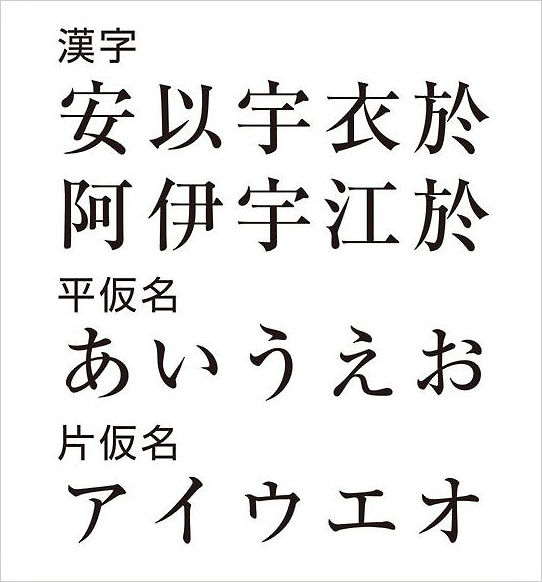 漢字
安以宇衣於
阿伊宇江於
平仮名
あいうえお
片仮名
アイウエオ